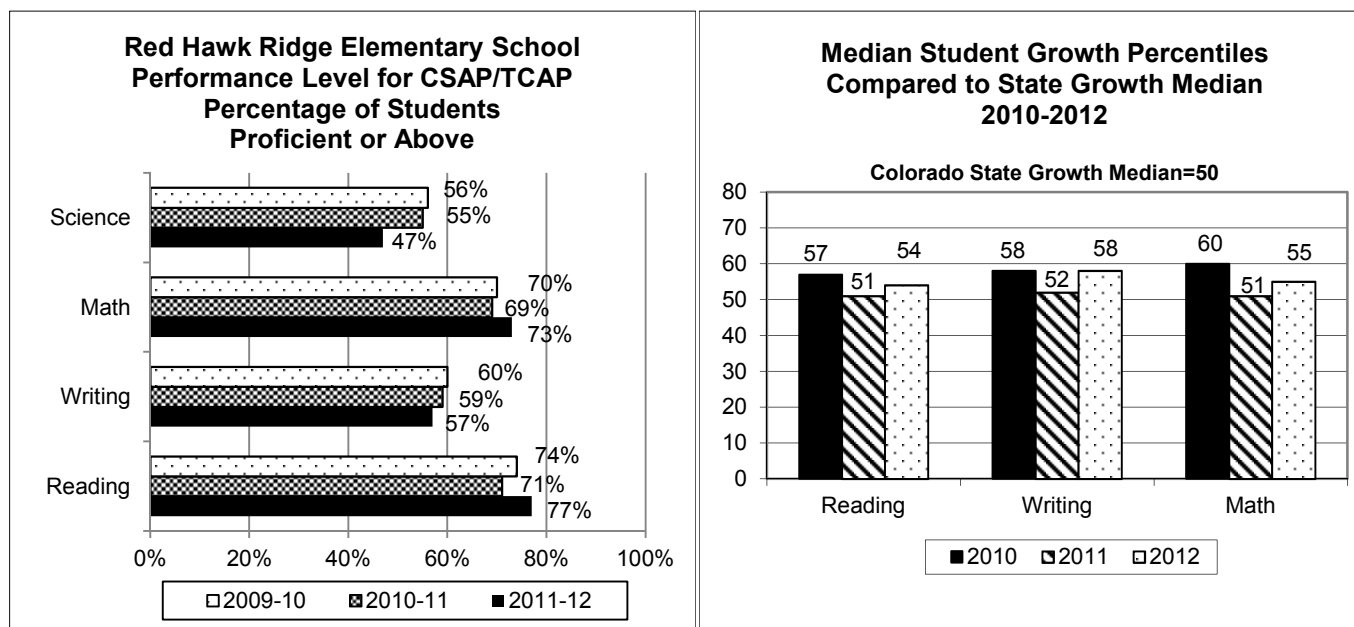 Red Hawk Ridge Elementary School
Performance Level for CSAP/TCAP
Percentage of Students
Proficient or Above
Science
56%
55%
47%
Math
70%
69%
73%
Writing
60%
59%
57%
Reading
74%
71%
77%
0% 20% 40% 60% 80% 100%
2009-10 2010-11 2011-12
Median Student Growth Percentiles
Compared to State Growth Median
2010-2012
Colorado State Growth Median=50
80
70
60
50
40
30
20
10
0
57 51 54 58 52 58 60 51 55
Reading Writing Math
2010 2011 2012